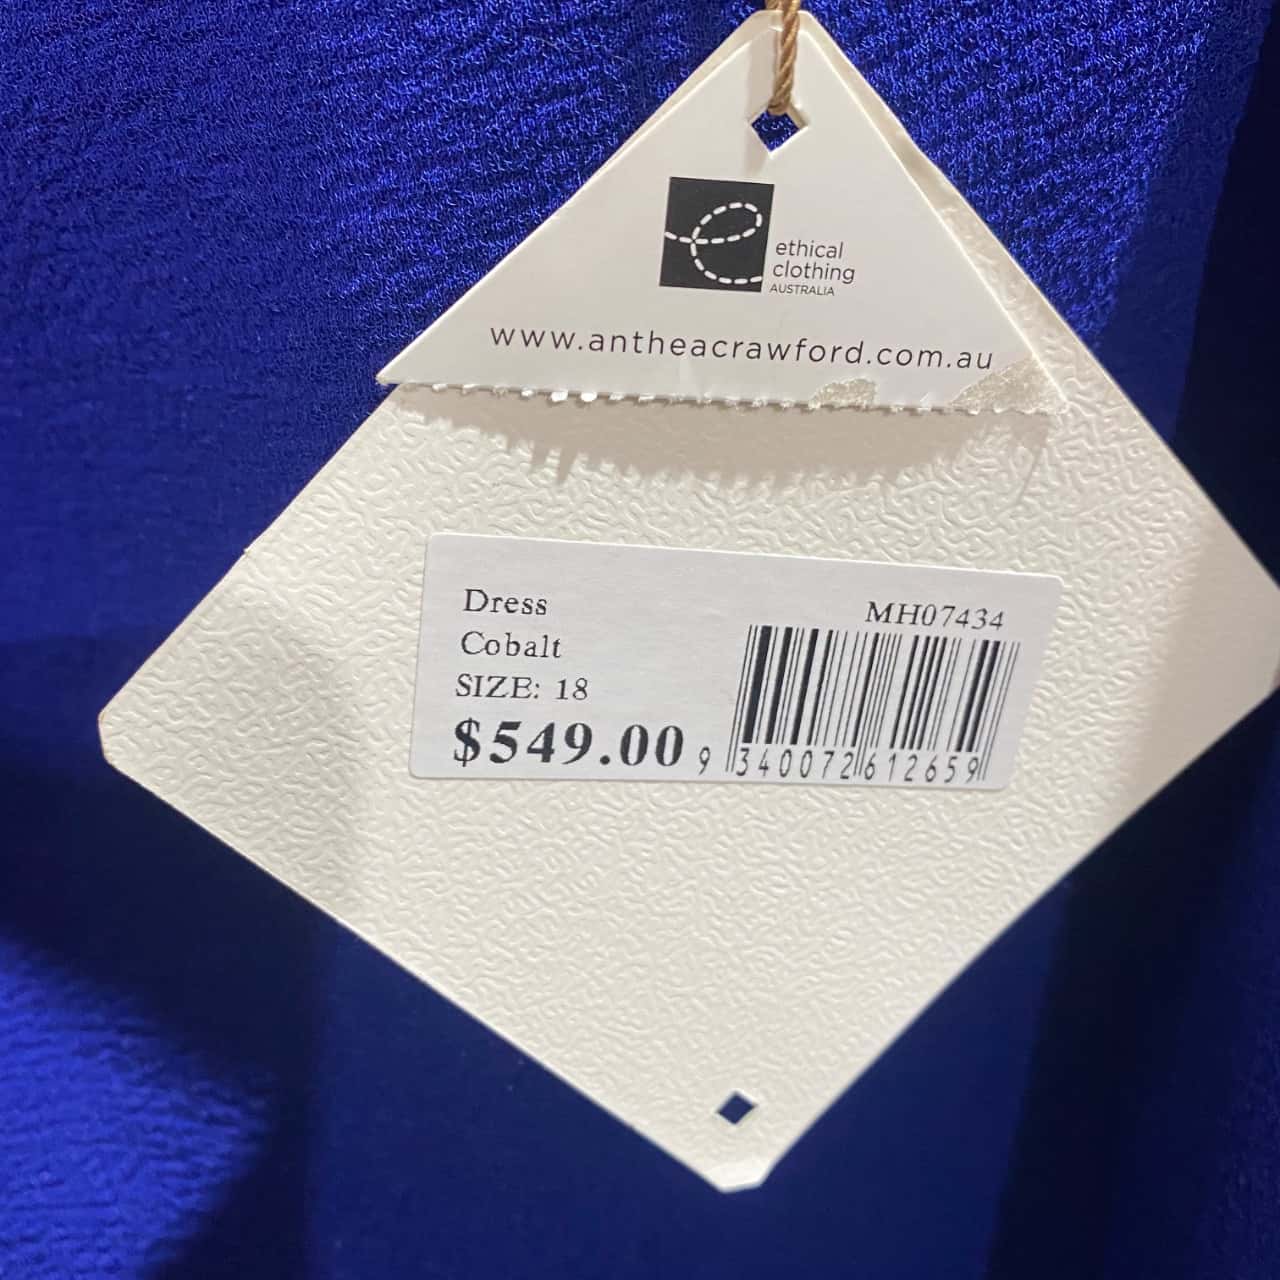 ethical
clothing
AUSTRALIA
www.antheacrawford.com.au
Dress
MH07434
Cobalt
SIZE: 18
$549.00
9 340072 612659